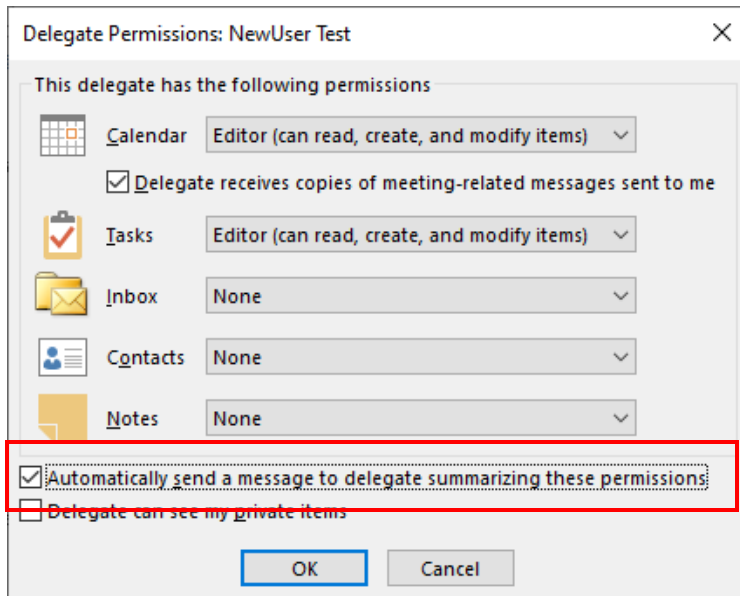 Delegate Permissions: NewUser Test
This delegate has the following permissions
Calendar Editor (can read, create, and modify items)
Delegate receives copies of meeting-related messages sent to me
Tasks Editor (can read, create, and modify items)
Inbox None
Contacts None
Notes None
Automatically send a message to delegate summarizing these permissions
Delegate can see my private items
OK Cancel